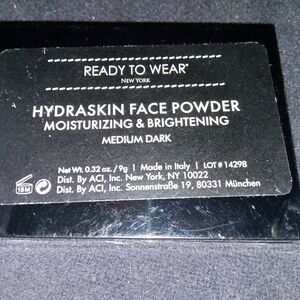 READY TO WEAR®
NEW YORK
HYDRASKIN FACE POWDER
MOISTURIZING & BRIGHTENING
MEDIUM DARK
Net Wt. 0.32 oz. / 9g | Made in Italy | LOT # 14298
Dist. By ACI, Inc. New York, NY 10022
Dist. By ACI, Inc. Sonnenstraße 19, 80331 München
18M